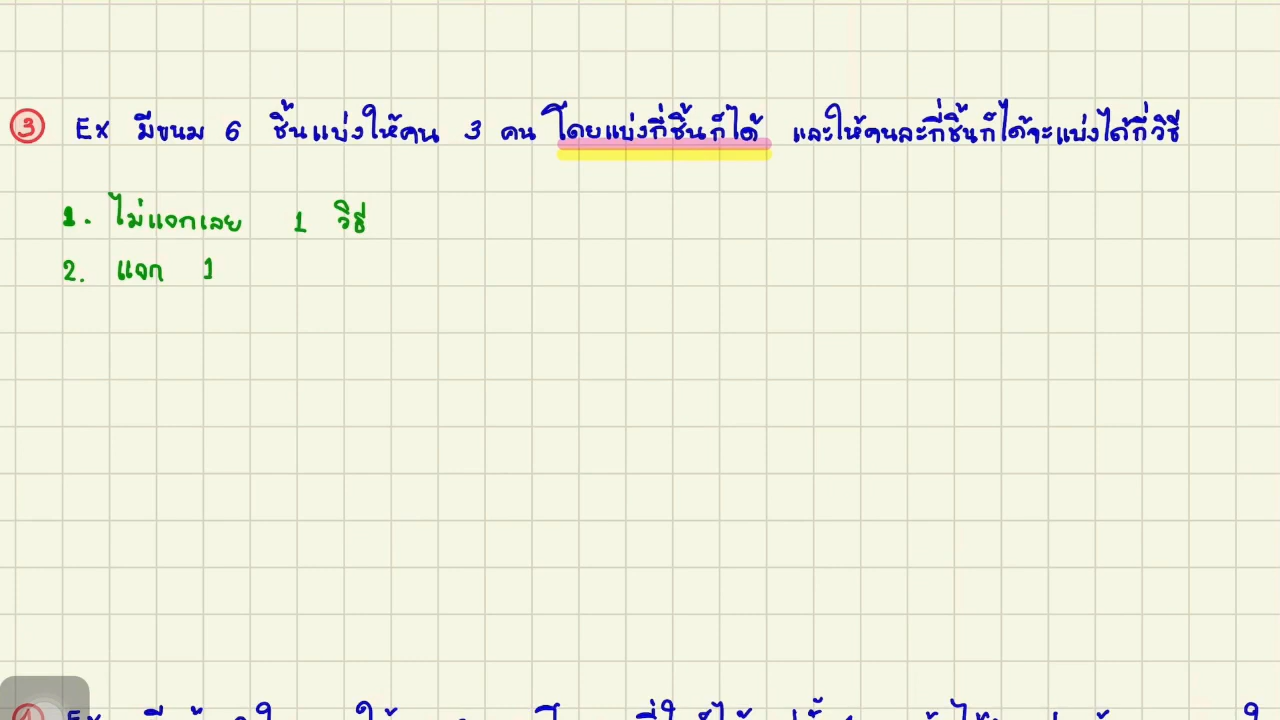 ③ Ex มีขนม 6 ชิ้นแบ่งให้คน 3 คน โดยแบ่งกี่ชิ้นก็ได้ และให้คนละกี่ชิ้นก็ได้จะแบ่งได้กี่วิธี
1. ไม่แจกเลย 1 วิธี
2. แจก 1